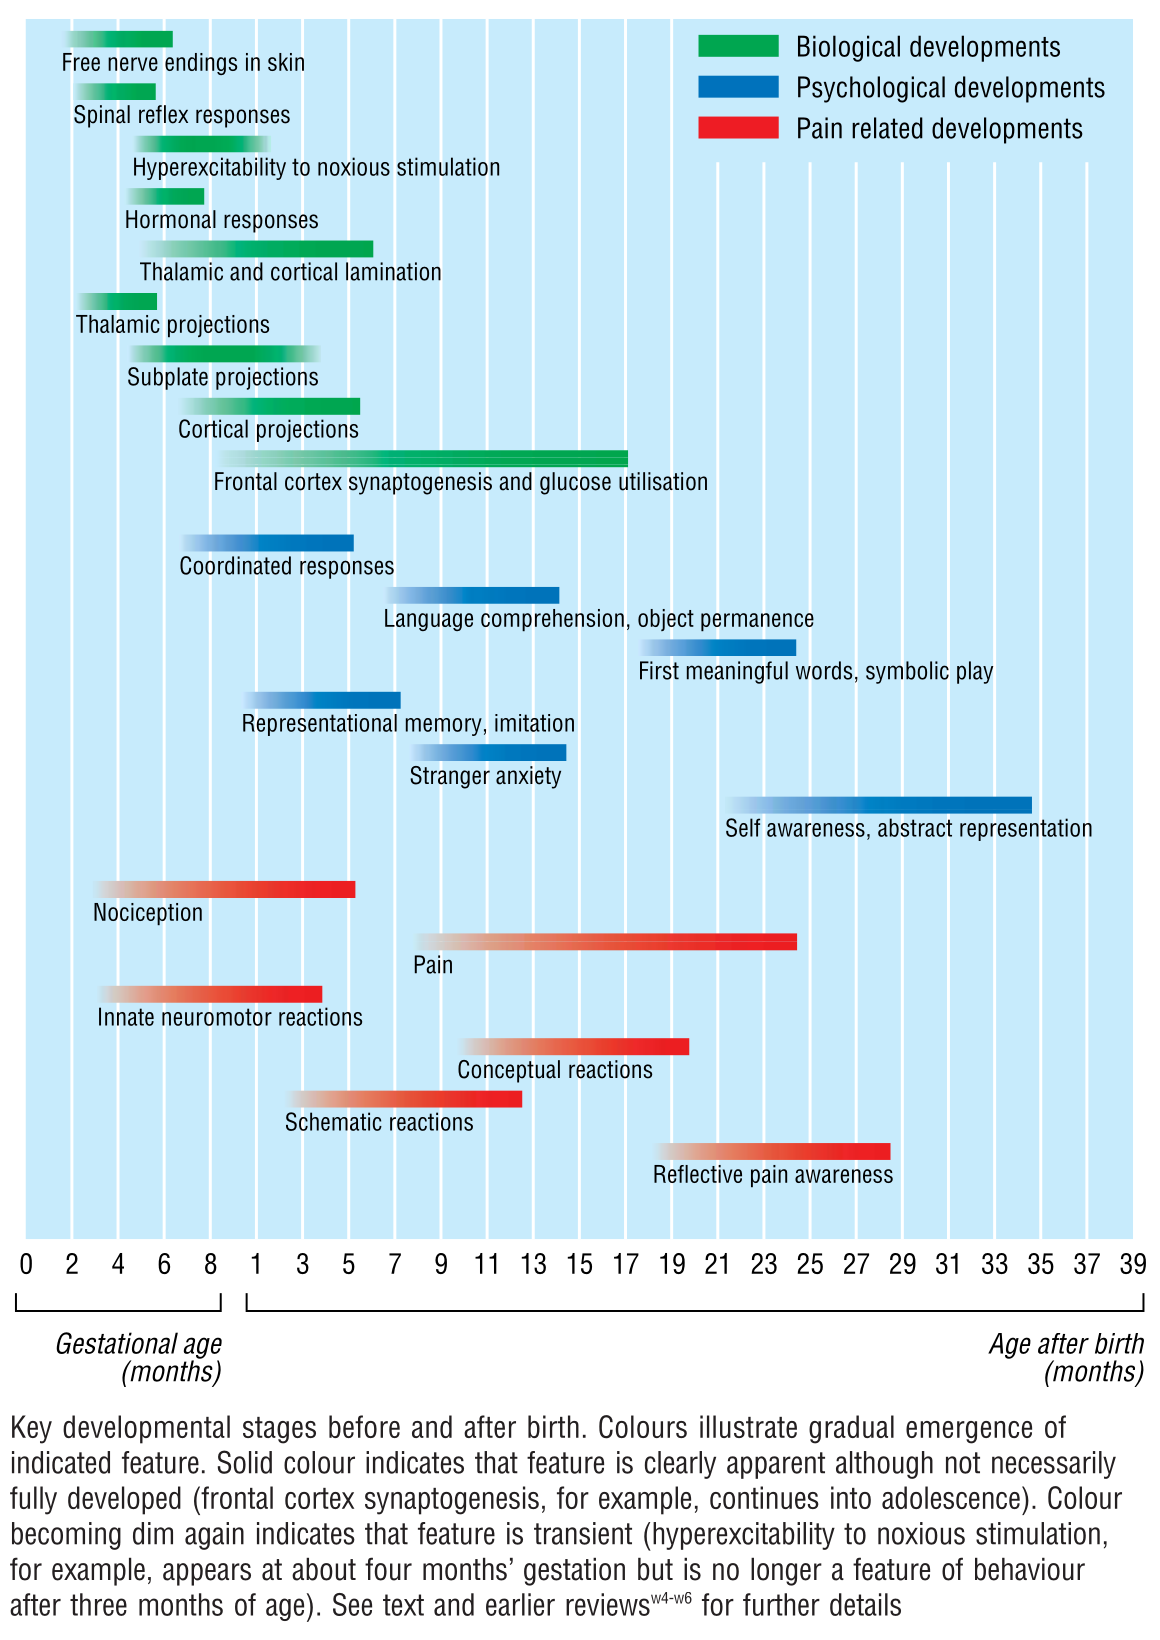 Biological developments
Psychological developments
Pain related developments
Free nerve endings in skin
Spinal reflex responses
Hyperexcitability to noxious stimulation
Hormonal responses
Thalamic and cortical lamination
Thalamic projections
Subplate projections
Cortical projections
Frontal cortex synaptogenesis and glucose utilisation
Coordinated responses
Language comprehension, object permanence
First meaningful words, symbolic play
Representational memory, imitation
Stranger anxiety
Self awareness, abstract representation
Nociception
Pain
Innate neuromotor reactions
Conceptual reactions
Schematic reactions
Reflective pain awareness
0 2 4 6 8 1 3 5 7 9 11 13 15 17 19 21 23 25 27 29 31 33 35 37 39
Gestational age
(months)
Age after birth
(months)
Key developmental stages before and after birth. Colours illustrate gradual emergence of
indicated feature. Solid colour indicates that feature is clearly apparent although not necessarily
fully developed (frontal cortex synaptogenesis, for example, continues into adolescence). Colour
becoming dim again indicates that feature is transient (hyperexcitability to noxious stimulation,
for example, appears at about four months’ gestation but is no longer a feature of behaviour
after three months of age). See text and earlier reviews w4-w6 for further details